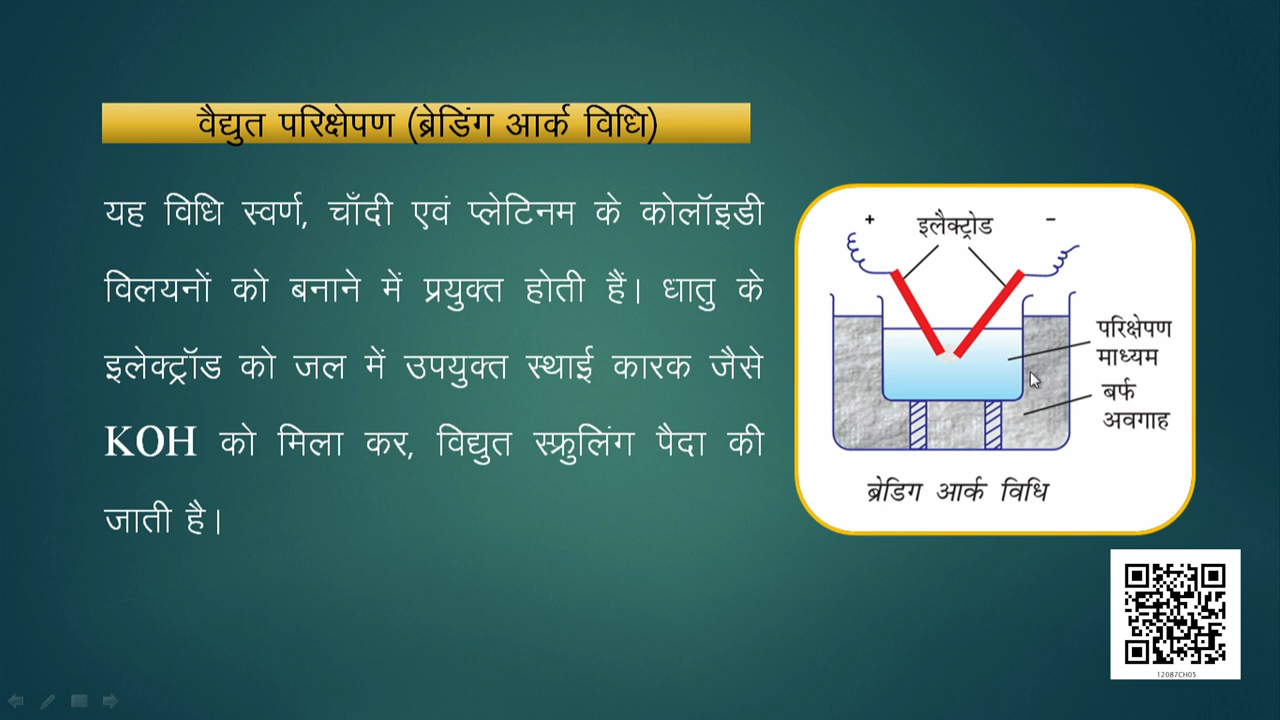 वैद्युत परिक्षेपण (ब्रेडिंग आर्क विधि)
यह विधि स्वर्ण, चाँदी एवं प्लेटिनम के कोलॉइडी
विलयनों को बनाने में प्रयुक्त होती हैं। धातु के
इलेक्ट्रॉड को जल में उपयुक्त स्थाई कारक जैसे
KOH को मिला कर, विद्युत स्फ्रुलिंग पैदा की
जाती है।
+ इलैक्ट्रोड −
परिक्षेपण
माध्यम
बर्फ
अवगाह
ब्रेडिग आर्क विधि
12087CH05